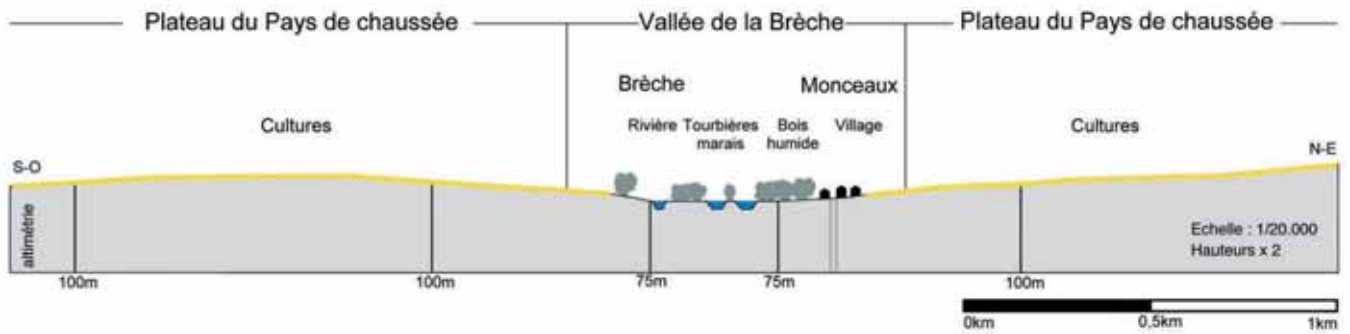 Plateau du Pays de chaussée
Vallée de la Brèche
Plateau du Pays de chaussée
Brèche
Monceaux
Cultures
Rivière
Tourbières
marais
Bois
humide
Village
Cultures
S-O
N-E
altimétrie
Echelle : 1/20.000
Hauteurs x 2
100m
100m
75m
75m
100m
0km
0,5km
1km